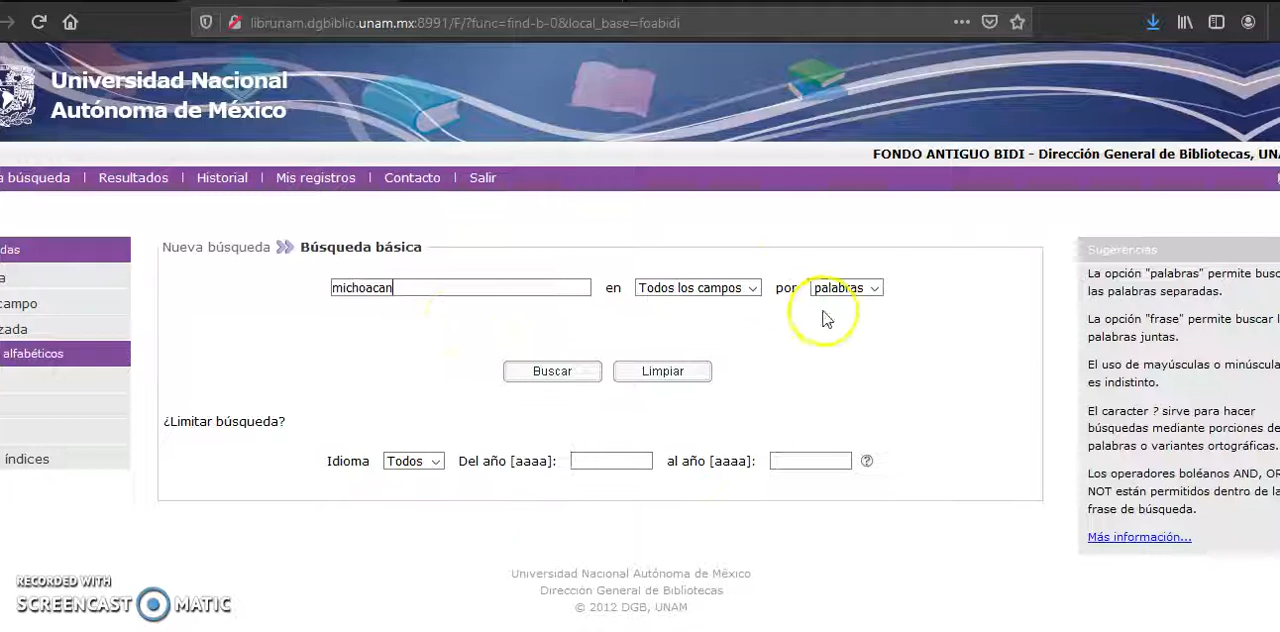 librunam.dgbiblio.unam.mx:8991/F/?func=find-b-0&local_base=foabidi
Universidad Nacional
Autónoma de México
FONDO ANTIGUO BIDI - Dirección General de Bibliotecas, UNA
a búsqueda | Resultados | Historial | Mis registros | Contacto | Salir
das
a
campo
zada
alfabéticos
índices
Nueva búsqueda Búsqueda básica
michoacan en Todos los campos por palabras
Buscar Limpiar
¿Limitar búsqueda?
Idioma Todos Del año [aaaa]: al año [aaaa]: ?
Sugerencias
La opción "palabras" permite busc
las palabras separadas.
La opción "frase" permite buscar l
palabras juntas.
El uso de mayúsculas o minúscula
es indistinto.
El caracter ? sirve para hacer
búsquedas mediante porciones de
palabras o variantes ortográficas.
Los operadores boléanos AND, OR
NOT están permitidos dentro de la
frase de búsqueda.
Más información...
Universidad Nacional Autónoma de México
Dirección General de Bibliotecas
© 2012 DGB, UNAM
RECORDED WITH
SCREENCAST MATIC